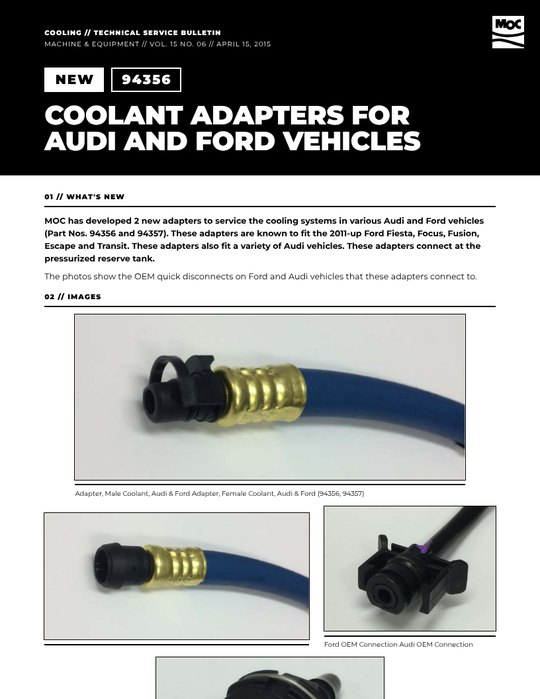 COOLING // TECHNICAL SERVICE BULLETIN
MACHINE & EQUIPMENT // VOL. 15 NO. 06 // APRIL 15, 2015
MOC
NEW 94356
COOLANT ADAPTERS FOR
AUDI AND FORD VEHICLES
01 // WHAT'S NEW
MOC has developed 2 new adapters to service the cooling systems in various Audi and Ford vehicles
(Part Nos. 94356 and 94357). These adapters are known to fit the 2011-up Ford Fiesta, Focus, Fusion,
Escape and Transit. These adapters also fit a variety of Audi vehicles. These adapters connect at the
pressurized reserve tank.
The photos show the OEM quick disconnects on Ford and Audi vehicles that these adapters connect to.
02 // IMAGES
Adapter, Male Coolant, Audi & Ford Adapter, Female Coolant, Audi & Ford (94356, 94357)
Ford OEM Connection Audi OEM Connection